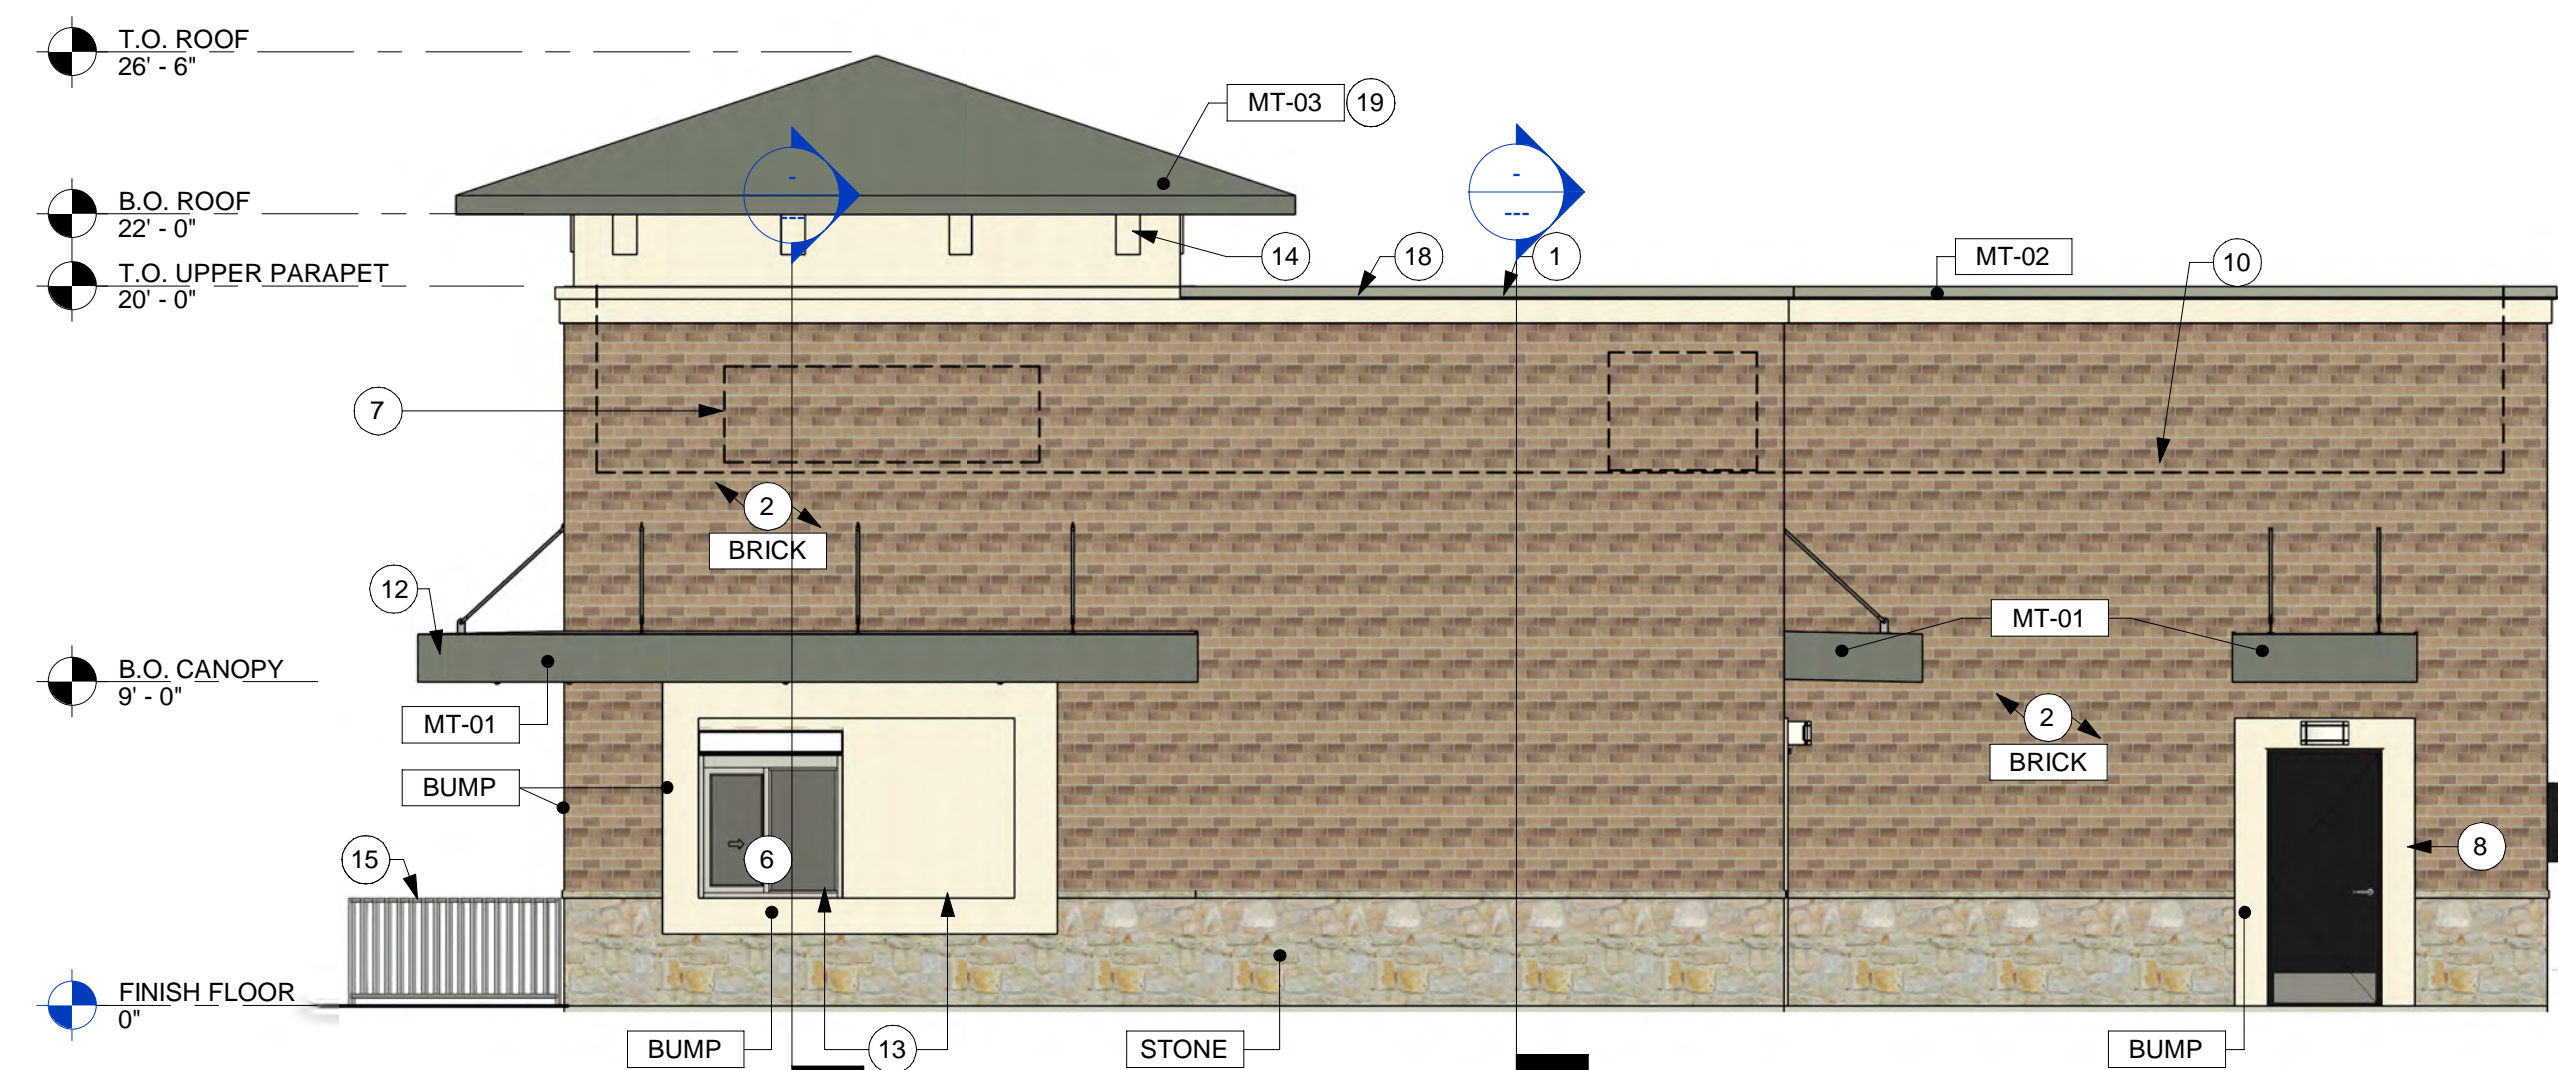 T.O. ROOF
26' - 6"
MT-03 19
B.O. ROOF
22' - 0"
-
---
-
---
14
18
1
MT-02
10
T.O. UPPER PARAPET
20' - 0"
7
2
BRICK
12
MT-01
B.O. CANOPY
9' - 0"
MT-01
2
BRICK
BUMP
6
8
15
FINISH FLOOR
0"
BUMP
13
STONE
BUMP